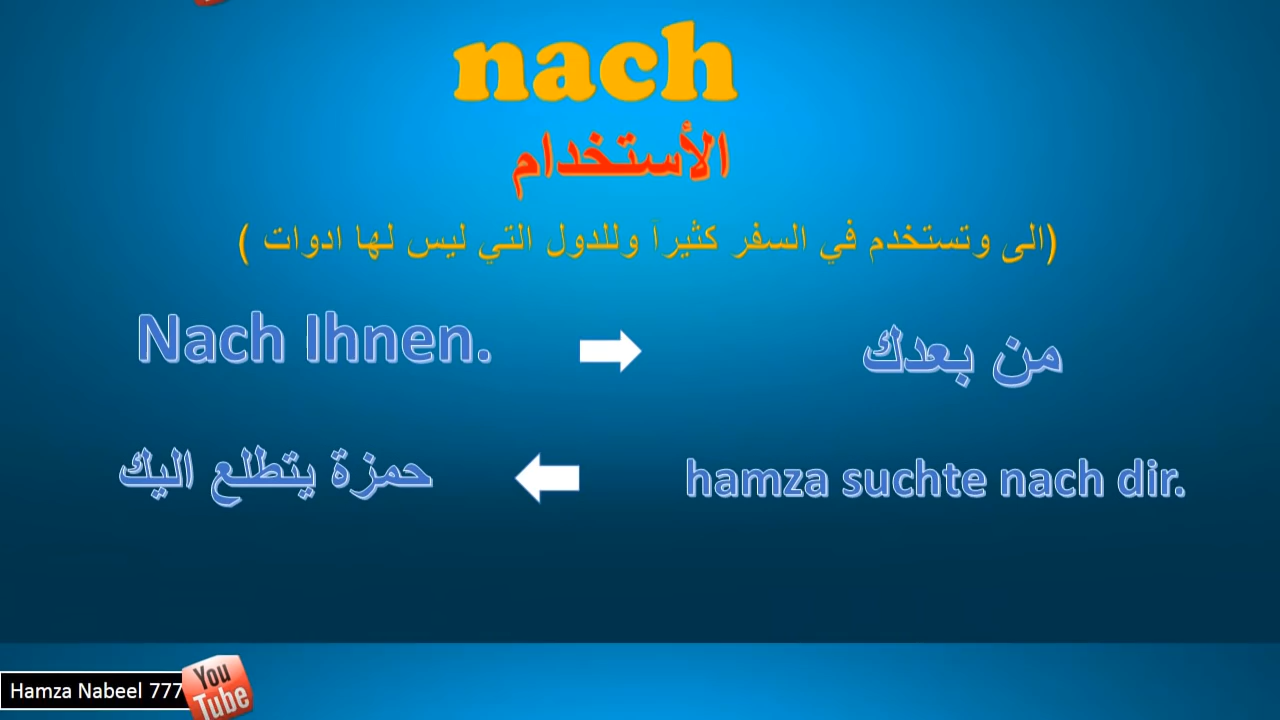 nach
الأستخدام
(الى وتستخدم في السفر كثيرآ وللدول التي ليس لها ادوات )
Nach Ihnen.
من بعدك
حمزة يتطلع اليك
hamza suchte nach dir.
Hamza Nabeel 777
You
Tube